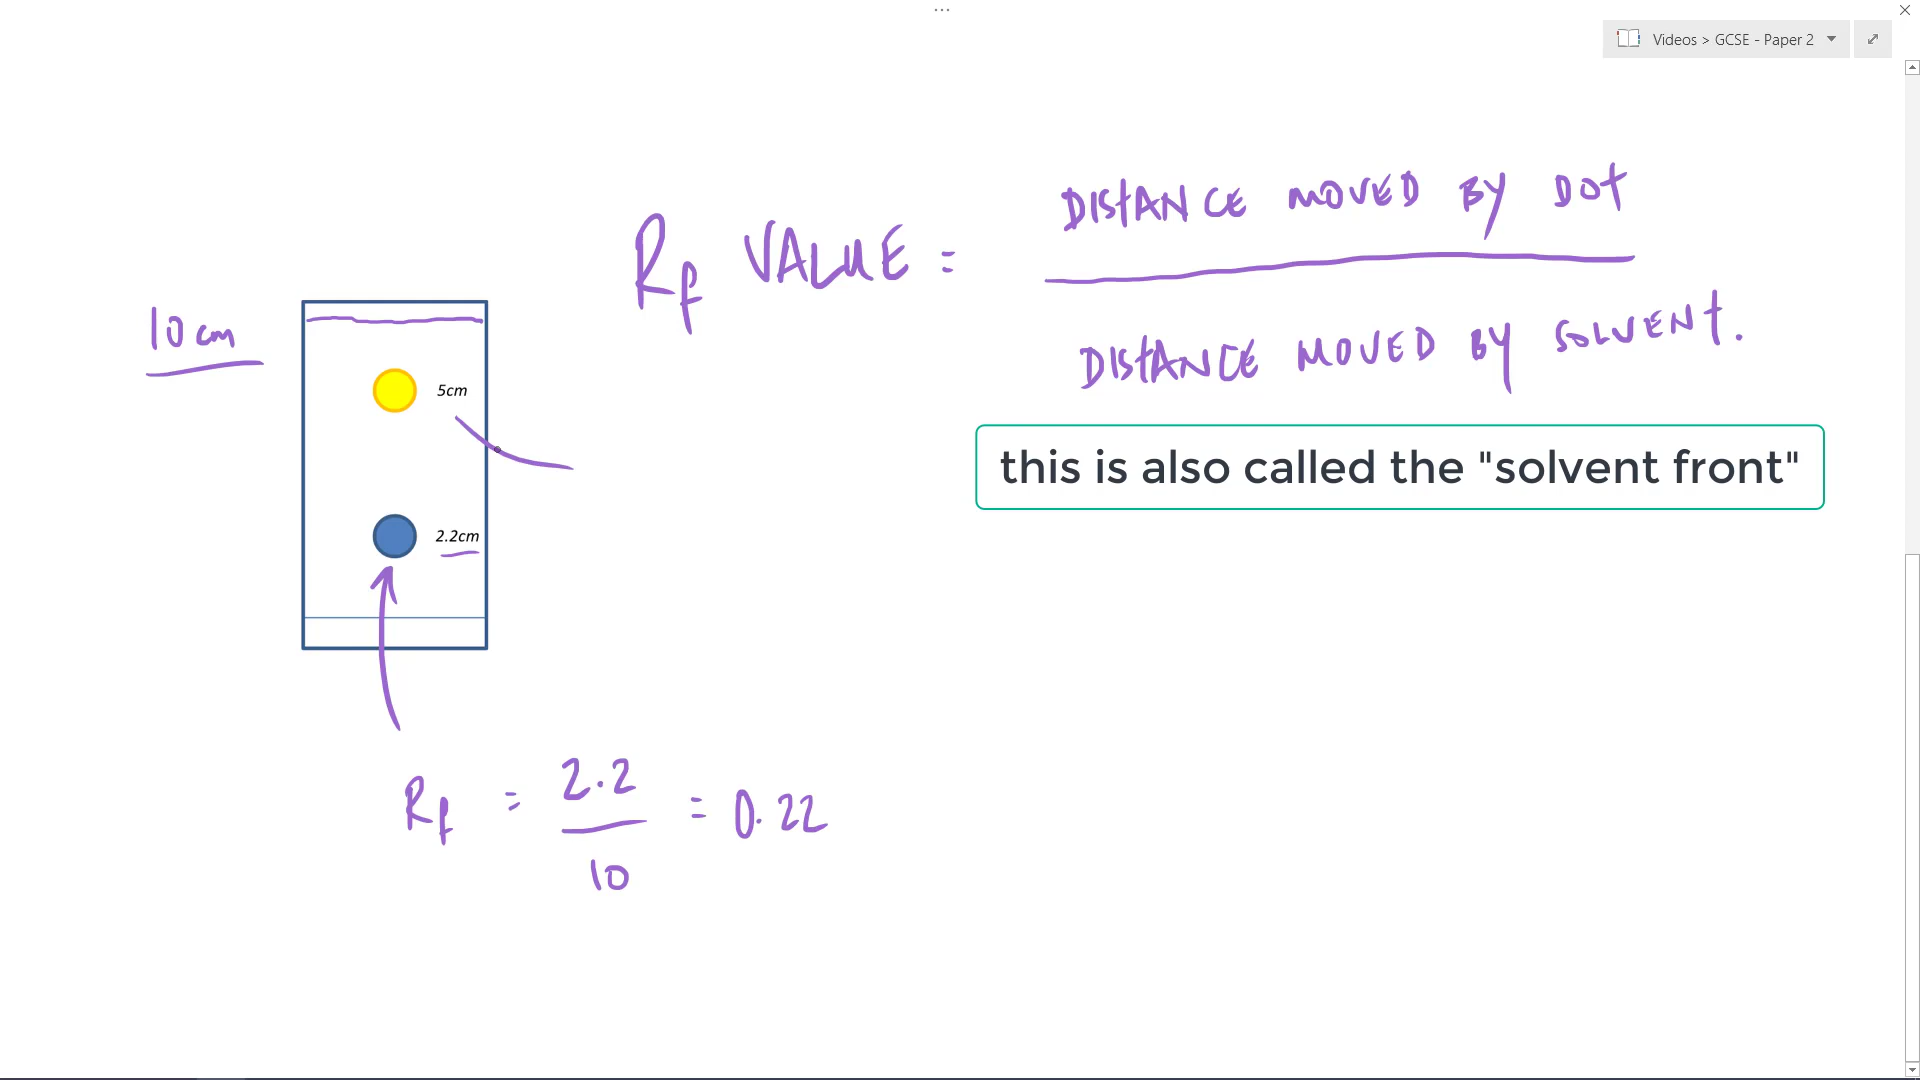 ...
Videos > GCSE - Paper 2
DISTANCE MOVED BY DOT
Rf VALUE =
DISTANCE MOVED BY SOLVENT.
10 cm
5cm
this is also called the "solvent front"
2.2cm
Rf = 2.2 = 0.22
10